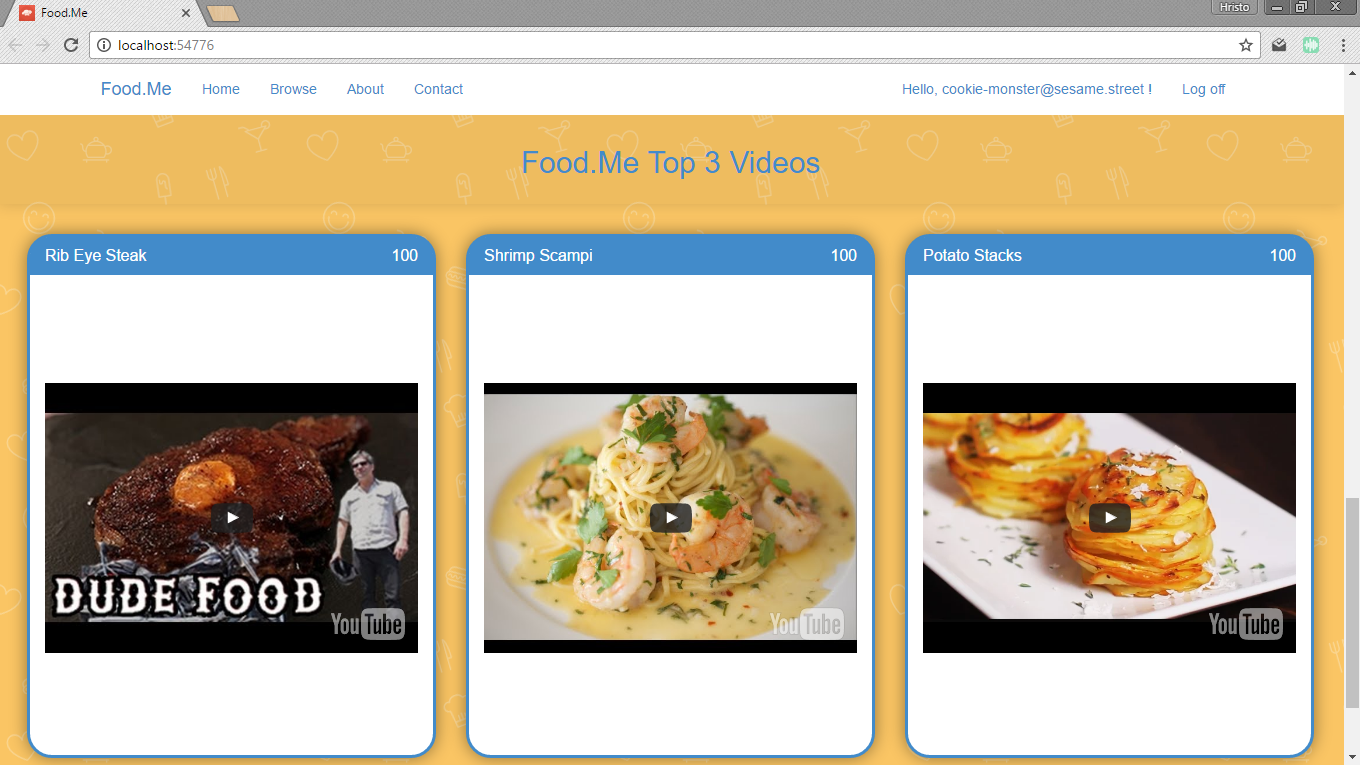 Food.Me
Hristo
localhost:54776
Food.Me Home Browse About Contact Hello, cookie-monster@sesame.street ! Log off
Food.Me Top 3 Videos
Rib Eye Steak 100
DUDE FOOD
YouTube
Shrimp Scampi 100
YouTube
Potato Stacks 100
YouTube